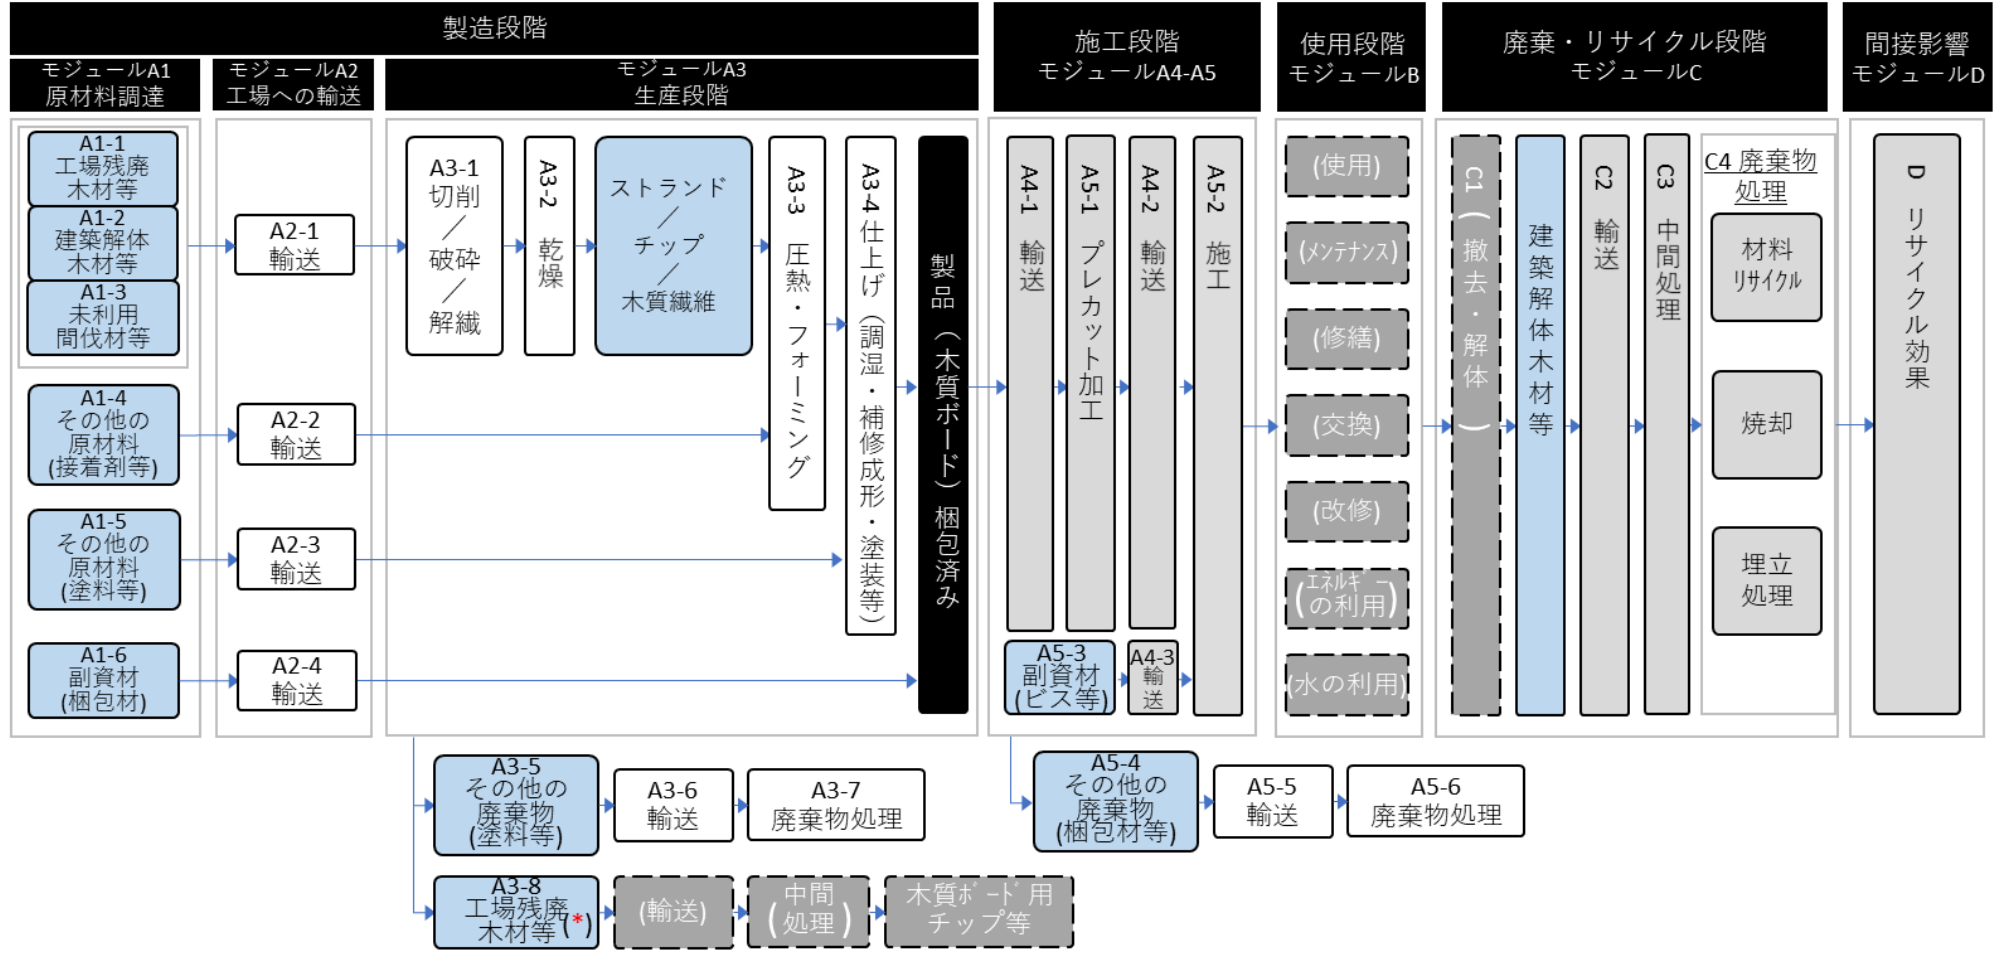 製造段階
モジュールA1
原材料調達
モジュールA2
工場への輸送
モジュールA3
生産段階
施工段階
モジュールA4-A5
使用段階
モジュールB
廃棄・リサイクル段階
モジュールC
間接影響
モジュールD
A1-1
工場残廃
木材等
A1-2
建築解体
木材等
A1-3
未利用
間伐材等
A1-4
その他の
原材料
(接着剤等)
A1-5
その他の
原材料
(塗料等)
A1-6
副資材
(梱包材)
A2-1
輸送
A2-2
輸送
A2-3
輸送
A2-4
輸送
A3-1
切削
／
破砕
／
解繊
A3-2 乾燥
ストランド
／
チップ
／
木質繊維
A3-3 圧熱・フォーミング
A3-4 仕上げ（調湿・補修成形・塗装等）
製品（木質ボード）梱包済み
A4-1 輸送
A5-1 プレカット加工
A4-2 輸送
A5-2 施工
A5-3
副資材
(ビス等)
A4-3
輸
送
(使用)
(ﾒﾝﾃﾅﾝｽ)
(修繕)
(交換)
(改修)
(ｴﾈﾙｷﾞｰ
の利用)
(水の利用)
C1（撤去・解体）
建築解体木材等
C2 輸送
C3 中間処理
C4 廃棄物
処理
材料
ﾘｻｲｸﾙ
焼却
埋立
処理
D リサイクル効果
A3-5
その他の
廃棄物
(塗料等)
A3-6
輸送
A3-7
廃棄物処理
A3-8
工場残廃
木材等(*)
(輸送)
(中間
処理)
木質ﾎﾞｰﾄﾞ用
チップ等
A5-4
その他の
廃棄物
(梱包材等)
A5-5
輸送
A5-6
廃棄物処理